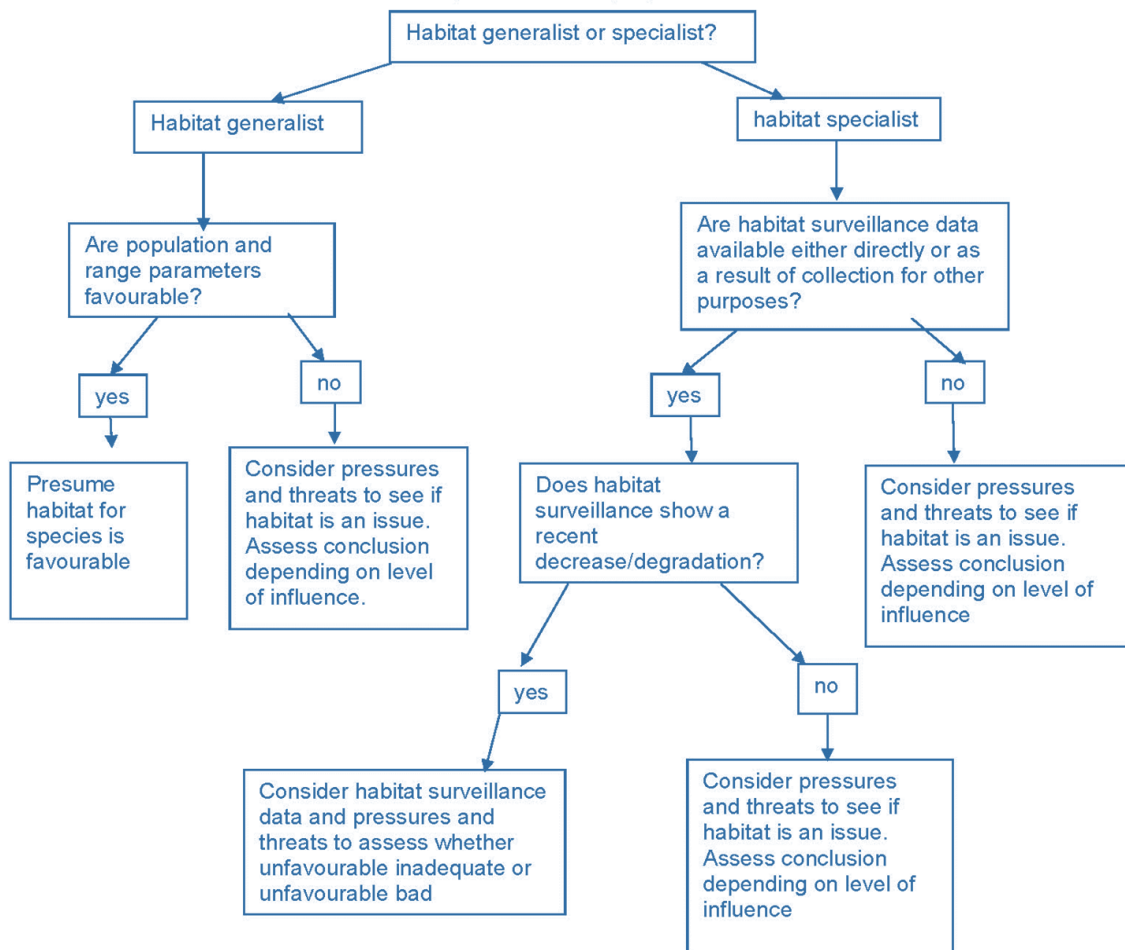 Habitat generalist or specialist?
Habitat generalist
habitat specialist
Are population and
range parameters
favourable?
Are habitat surveillance data
available either directly or as
a result of collection for other
purposes?
yes
no
yes
no
Presume
habitat for
species is
favourable
Consider pressures
and threats to see if
habitat is an issue.
Assess conclusion
depending on level
of influence.
Does habitat
surveillance show a
recent
decrease/degradation?
Consider pressures
and threats to see if
habitat is an issue.
Assess conclusion
depending on level of
influence
yes
no
Consider habitat surveillance
data and pressures and
threats to assess whether
unfavourable inadequate or
unfavourable bad
Consider pressures
and threats to see if
habitat is an issue.
Assess conclusion
depending on level of
influence